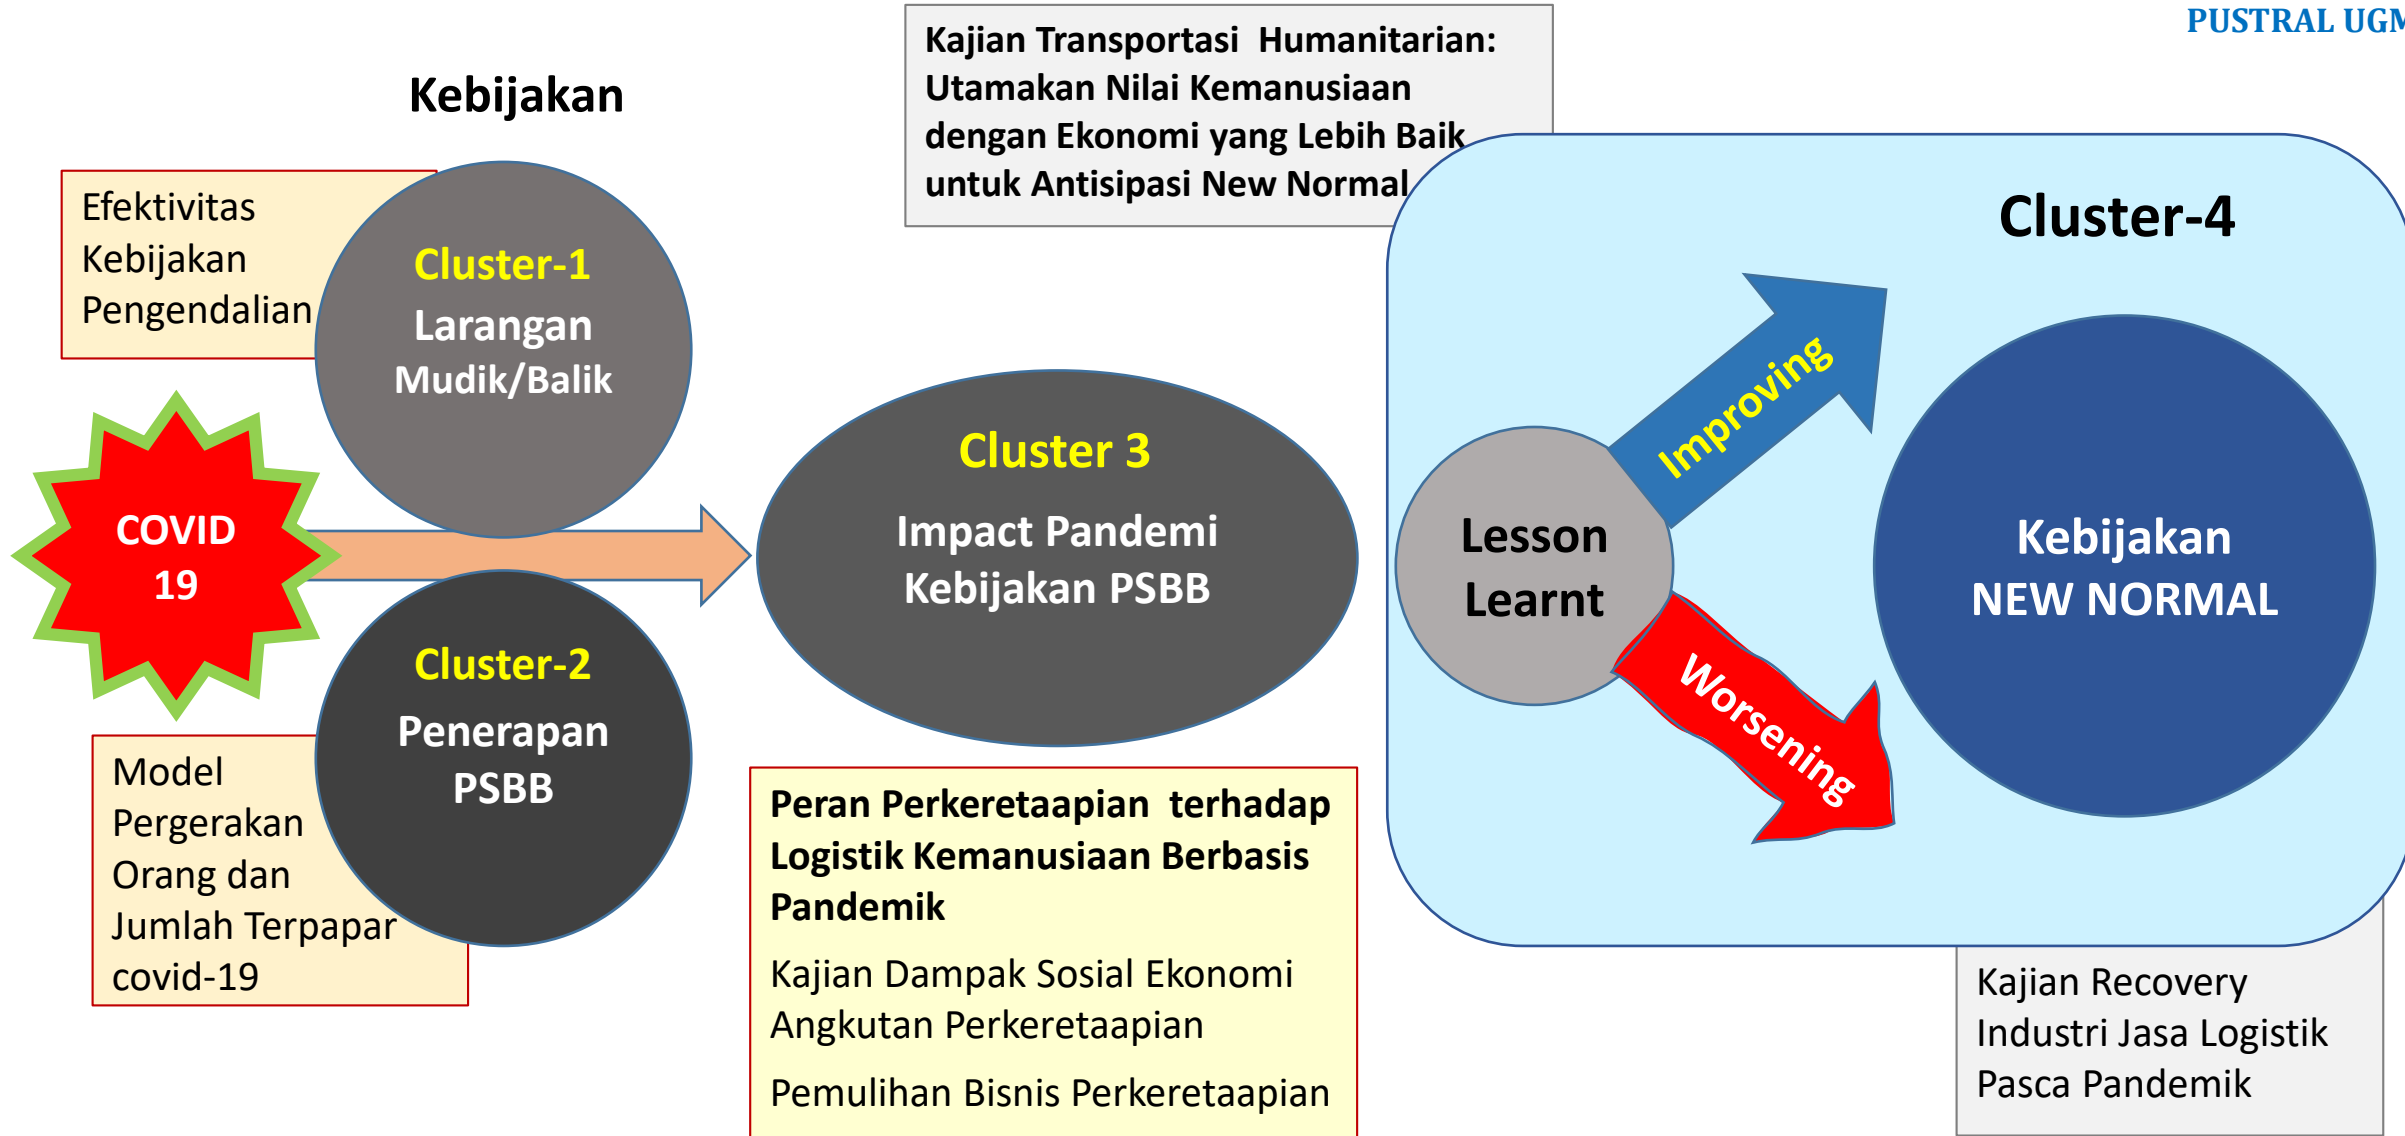 PUSTRAL UGM
Kajian Transportasi Humanitarian:
Utamakan Nilai Kemanusiaan
dengan Ekonomi yang Lebih Baik
untuk Antisipasi New Normal
Kebijakan
Efektivitas
Kebijakan
Pengendalian
Cluster-1
Larangan
Mudik/Balik
COVID
19
Cluster-2
Penerapan
PSBB
Model
Pergerakan
Orang dan
Jumlah Terpapar
covid-19
Cluster 3
Impact Pandemi
Kebijakan PSBB
Peran Perkeretaapian terhadap
Logistik Kemanusiaan Berbasis
Pandemik
Kajian Dampak Sosial Ekonomi
Angkutan Perkeretaapian
Pemulihan Bisnis Perkeretaapian
Cluster-4
Improving
Lesson
Learnt
Worsening
Kebijakan
NEW NORMAL
Kajian Recovery
Industri Jasa Logistik
Pasca Pandemik